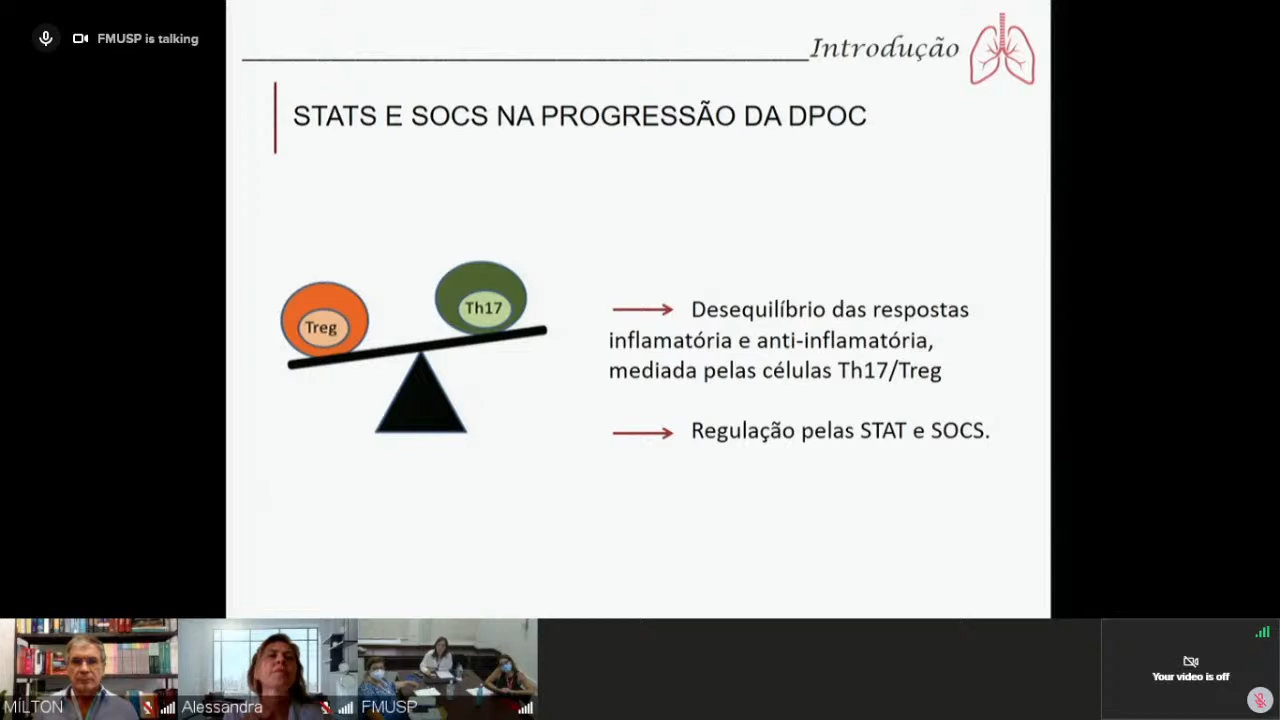 FMUSP is talking
Introdução
STATS E SOCS NA PROGRESSÃO DA DPOC
Th17
Treg
Desequilíbrio das respostas
inflamatória e anti-inflamatória,
mediada pelas células Th17/Treg
Regulação pelas STAT e SOCS.
MILTON
Alessandra
FMUSP
Your video is off